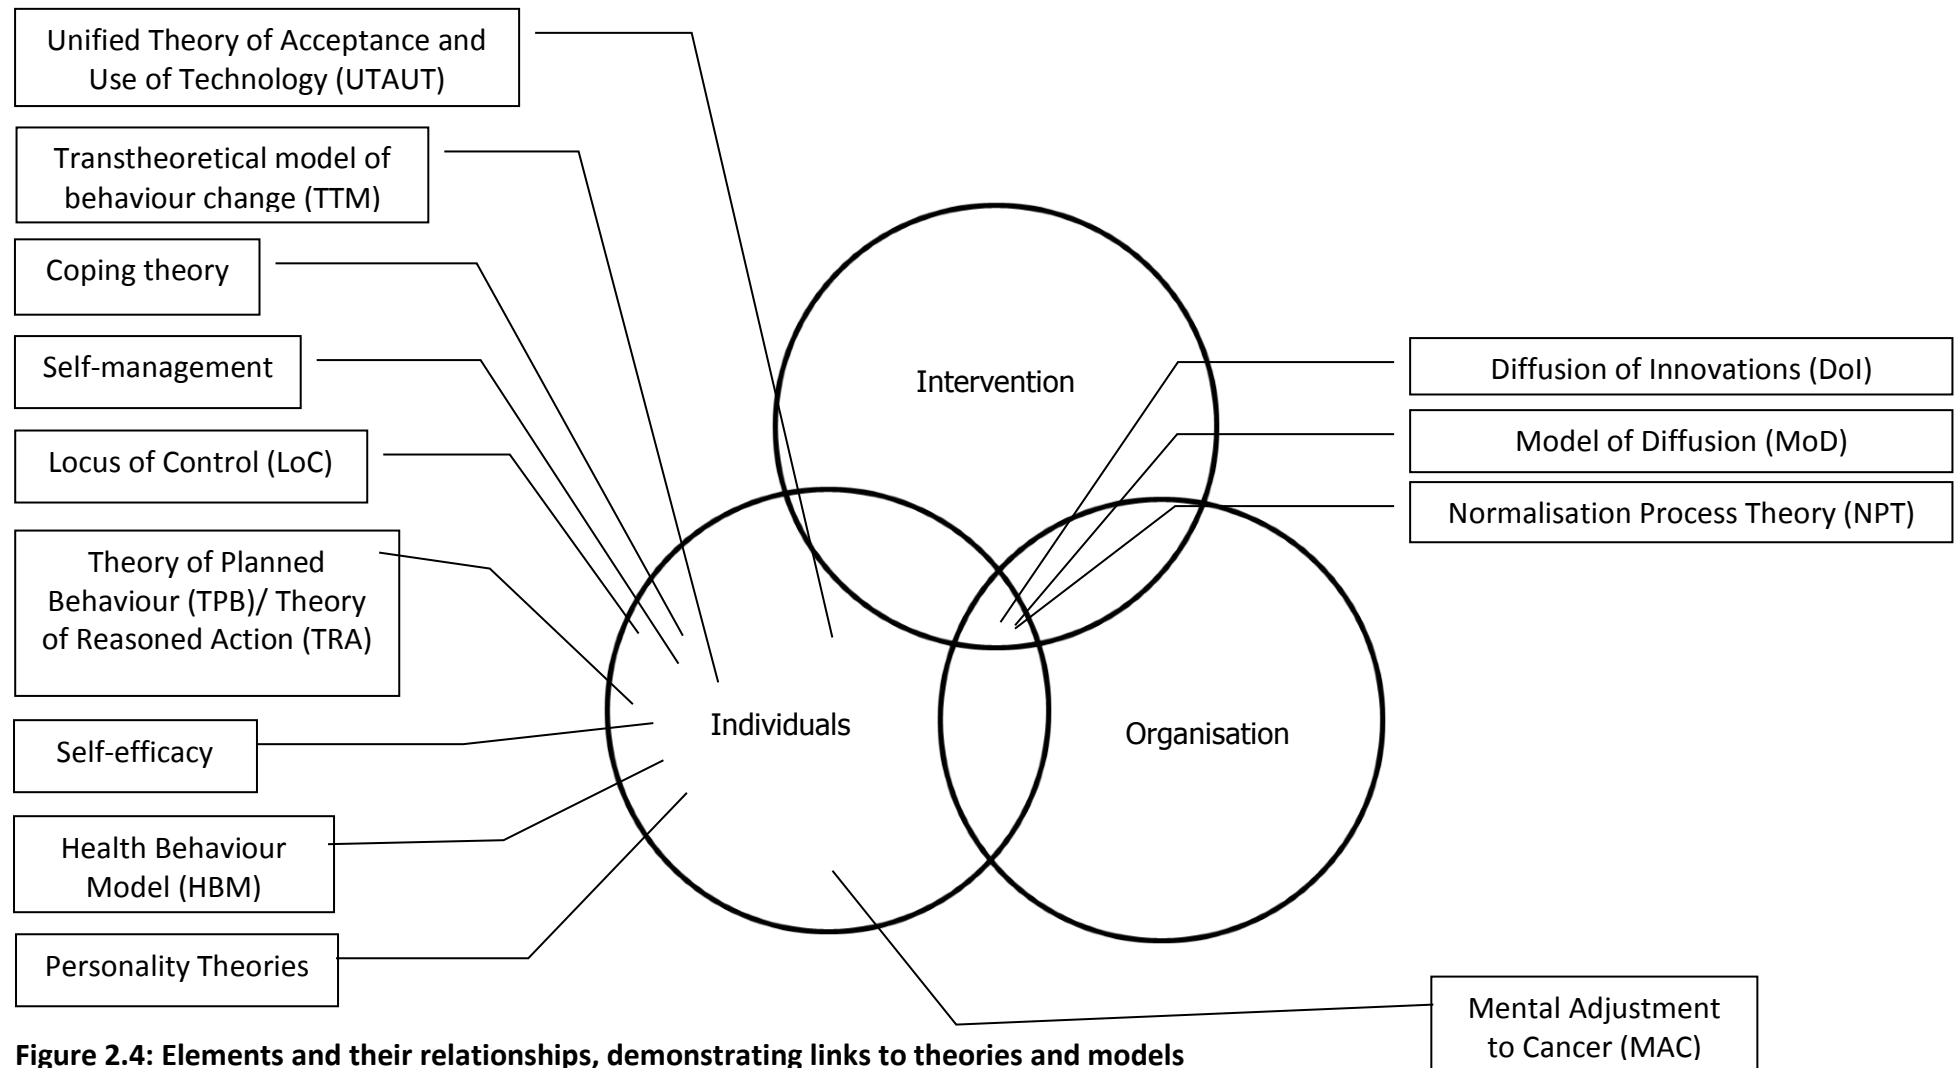 Unified Theory of Acceptance and
Use of Technology (UTAUT)
Transtheoretical model of
behaviour change (TTM)
Coping theory
Self-management
Locus of Control (LoC)
Theory of Planned
Behaviour (TPB)/ Theory
of Reasoned Action (TRA)
Self-efficacy
Health Behaviour
Model (HBM)
Personality Theories
Intervention
Individuals
Organisation
Diffusion of Innovations (DoI)
Model of Diffusion (MoD)
Normalisation Process Theory (NPT)
Mental Adjustment
to Cancer (MAC)
Figure 2.4: Elements and their relationships, demonstrating links to theories and models